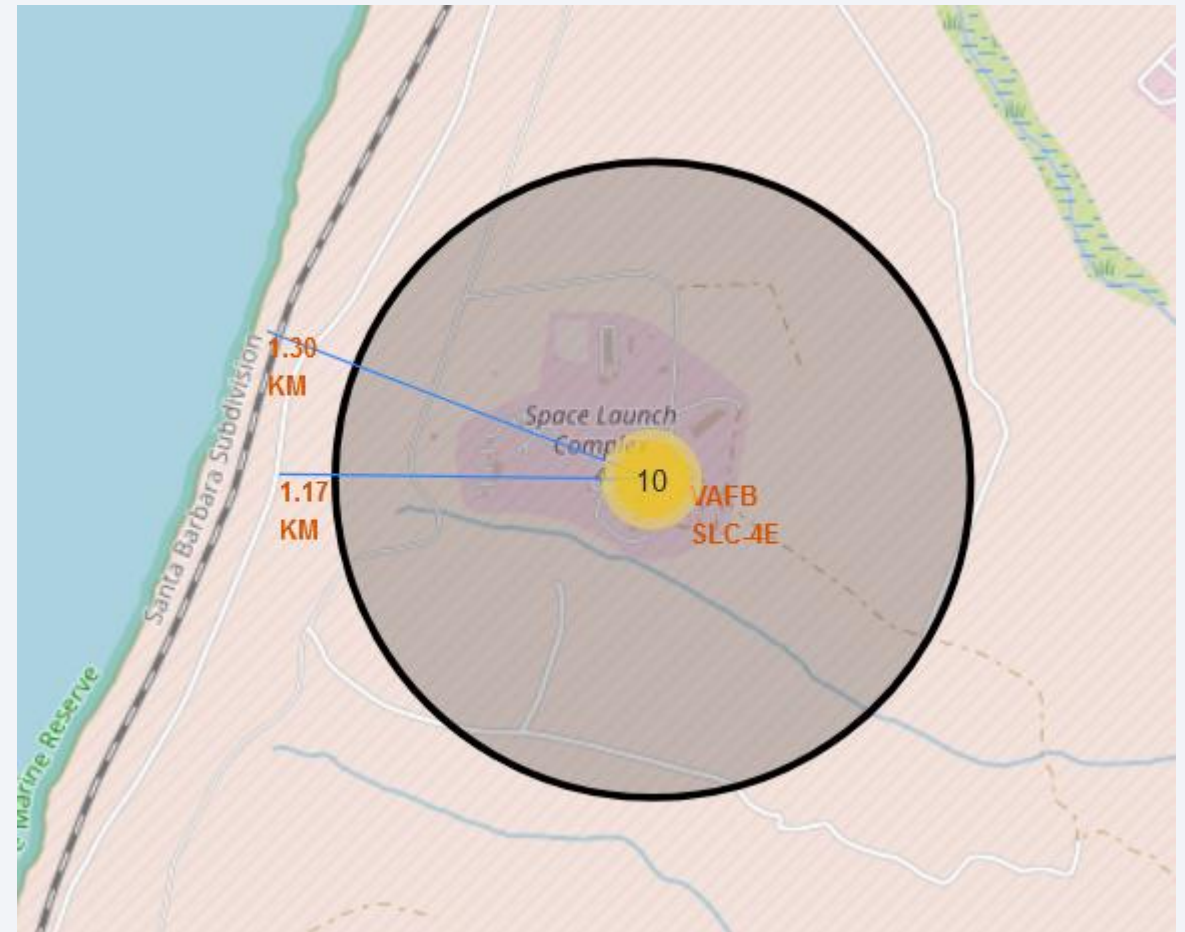 1.30
KM
Santa Barbara Subdivision
Space Launch
Complex
10
VAFB
SLC-4E
1.17
KM
Marine Reserve